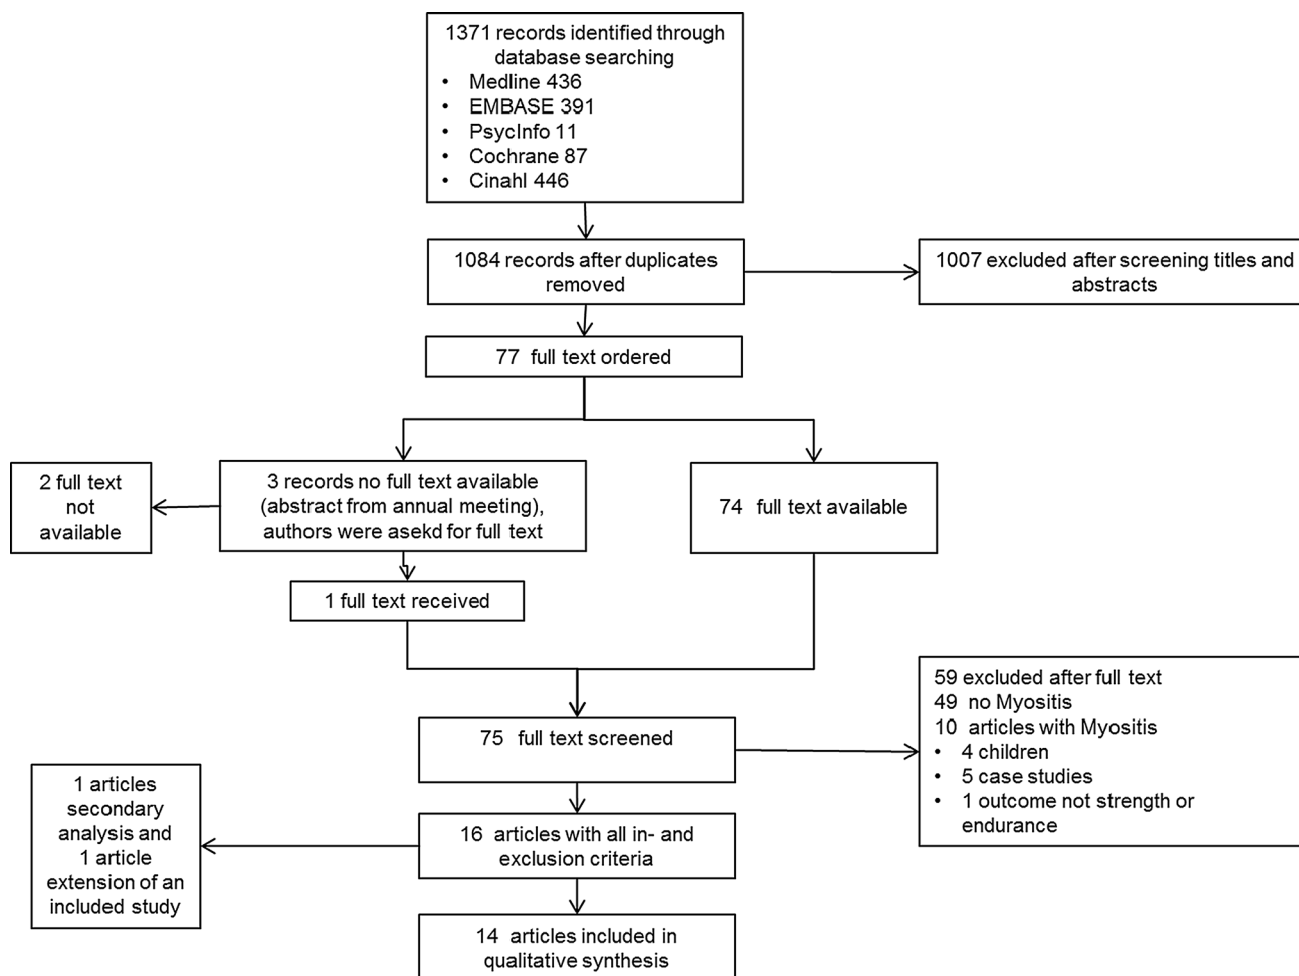 1371 records identified through
database searching
• Medline 436
• EMBASE 391
• PsycInfo 11
• Cochrane 87
• Cinahl 446
1084 records after duplicates
removed
1007 excluded after screening titles and
abstracts
77 full text ordered
2 full text
not
available
3 records no full text available
(abstract from annual meeting),
authors were asekd for full text
74 full text available
1 full text received
75 full text screened
59 excluded after full text
49 no Myositis
10 articles with Myositis
• 4 children
• 5 case studies
• 1 outcome not strength or
endurance
1 articles
secondary
analysis and
1 article
extension of an
included study
16 articles with all in- and
exclusion criteria
14 articles included in
qualitative synthesis